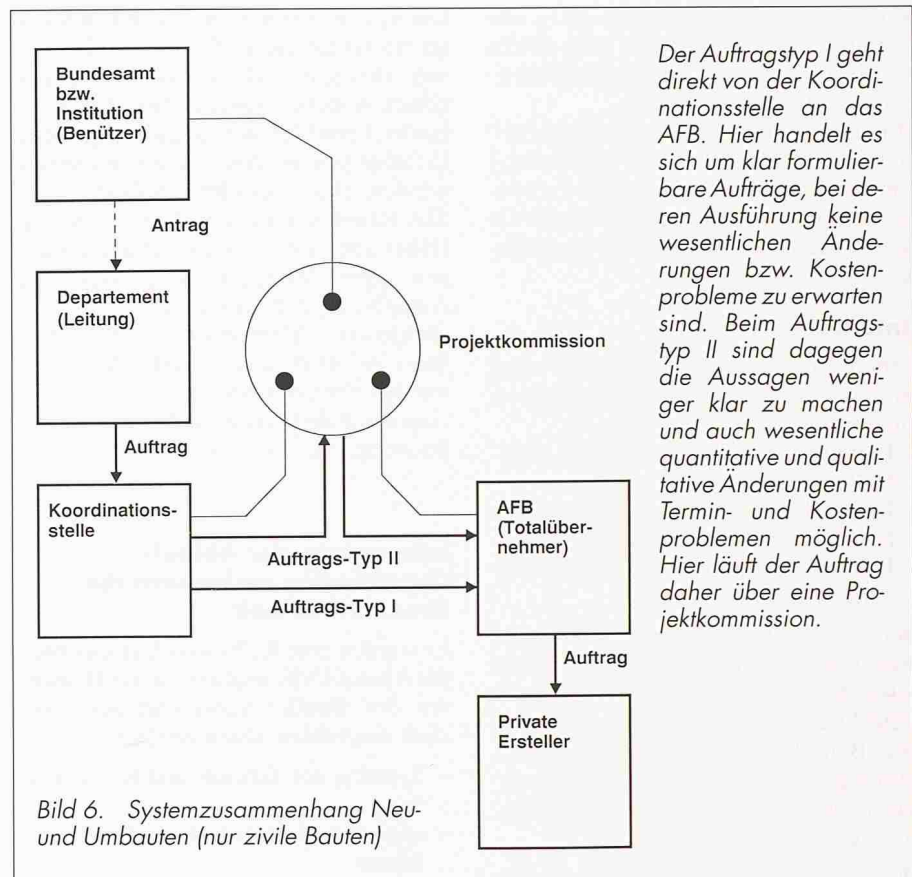 Bundesamt
bzw.
Institution
(Benützer)
Antrag
Departement
(Leitung)
Auftrag
Koordinations-
stelle
Projektkommission
Auftrags-Typ II
Auftrags-Typ I
AFB
(Totalüber-
nehmer)
Auftrag
Private
Ersteller
Der Auftragstyp I geht
direkt von der Koordi-
nationsstelle an das
AFB. Hier handelt es
sich um klar formulier-
bare Aufträge, bei de-
ren Ausführung keine
wesentlichen Ände-
rungen bzw. Kosten-
probleme zu erwarten
sind. Beim Auftrags-
typ II sind dagegen
die Aussagen weni-
ger klar zu machen
und auch wesentliche
quantitative und quali-
tative Änderungen mit
Termin- und Kosten-
problemen möglich.
Hier läuft der Auftrag
daher über eine Pro-
jektkommission.
Bild 6. Systemzusammenhang Neu-
und Umbauten (nur zivile Bauten)